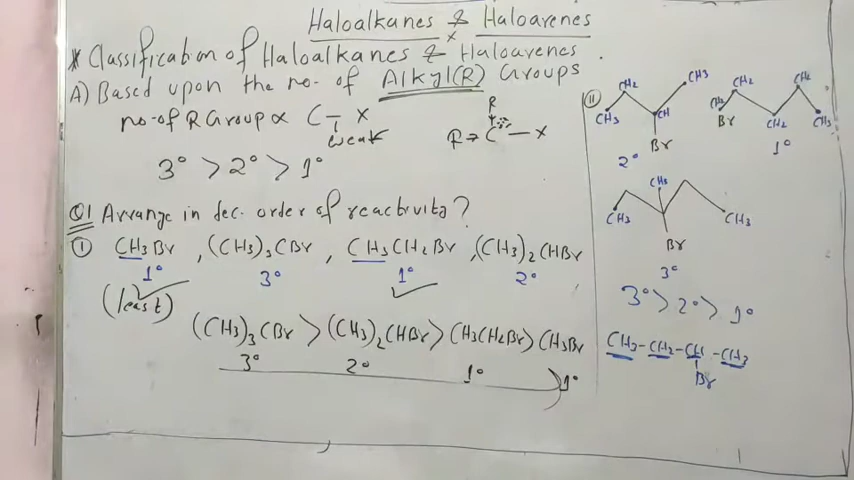 Haloalkanes & Haloarenes
* Classification of Haloalkanes & Haloarenes
A) Based upon the no. of Alkyl(R) Groups
no. of R Group ∝ C - X
weak
R
R → C - X
3° > 2° > 1°
Q1 Arrange in dec. order of reactivity?
① CH3Br, (CH3)3CBr, CH3CH2Br, (CH3)2CHBr
1° 3° 1° 2°
(least)
(CH3)3CBr > (CH3)2CHBr > CH3CH2Br > CH3Br
3° 2° 1° 1°
②
CH2 CH3
CH3 CH
Br
2°
CH2 CH2
CH2
Br CH2 CH3
1°
CH3
CH3 CH3
Br
3°
3° > 2° > 1°
CH3-CH2-CH-CH3
Br